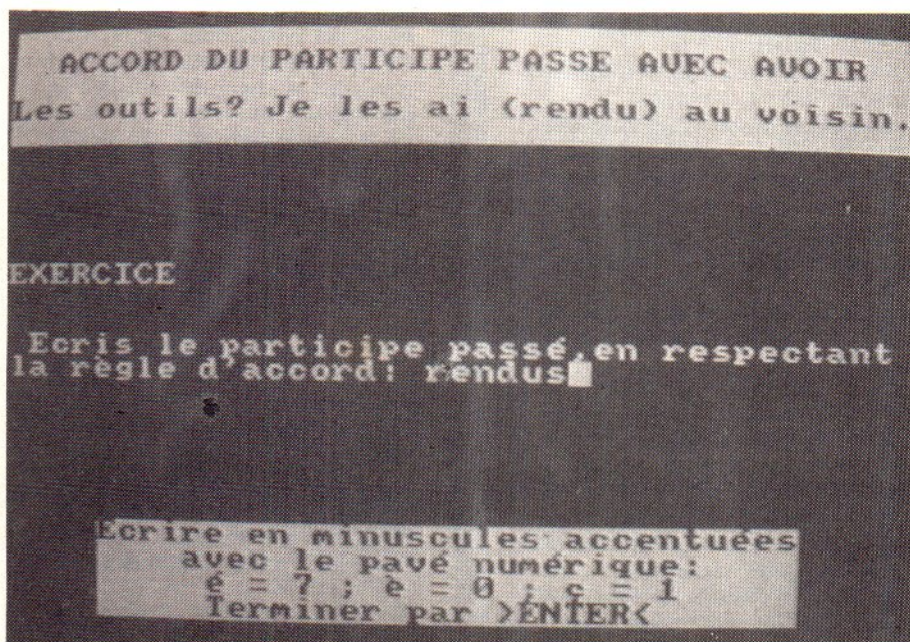 ACCORD DU PARTICIPE PASSE AVEC AVOIR
Les outils? Je les ai (rendu) au voisin.
EXERCICE
Ecris le participe passé,en respectant
la règle d'accord: rendus
Ecrire en minuscules accentuées
avec le pavé numérique:
é = 7 ; è = 0 ; ç = 1
Terminer par >ENTER<